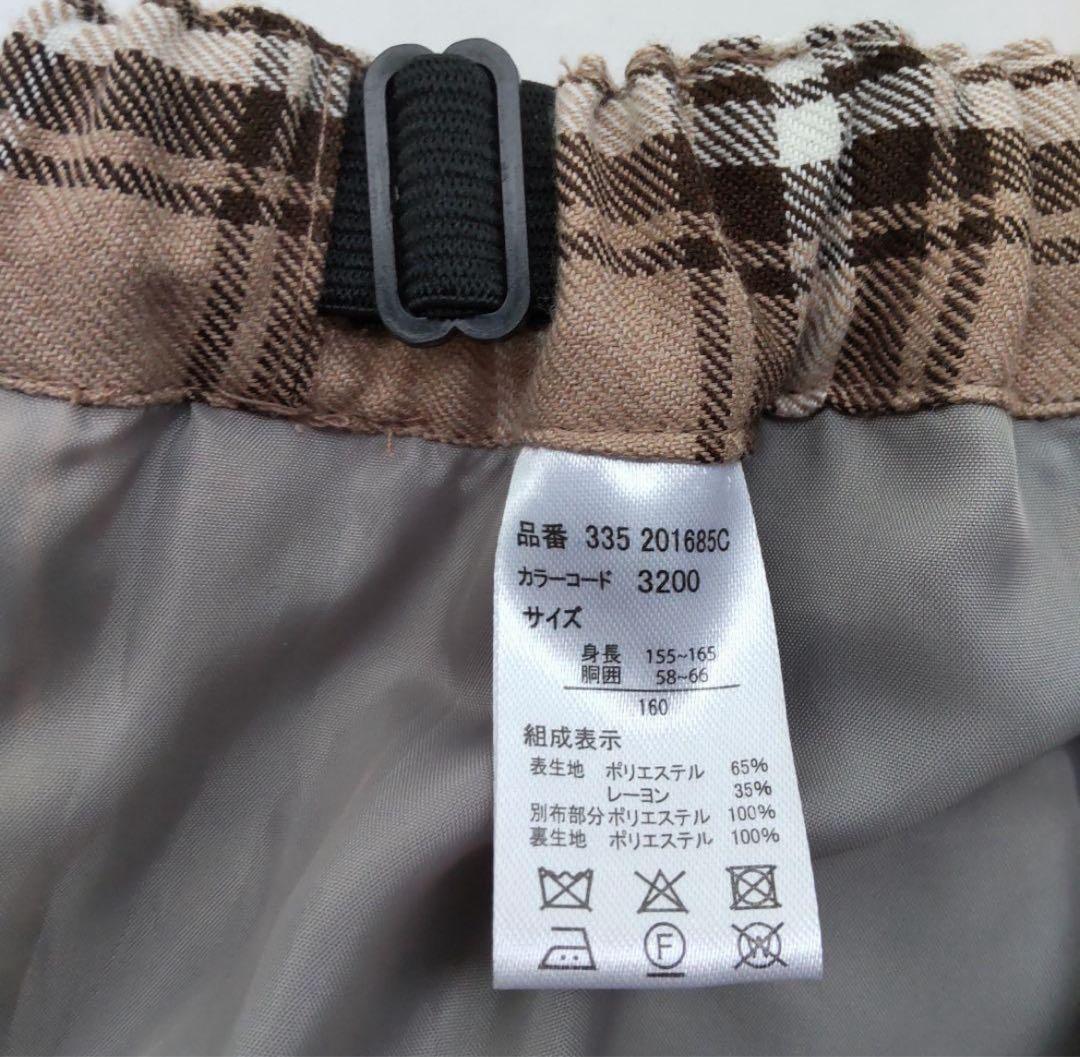 品番 335 201685C
カラーコード 3200
サイズ
身長 155~165
胴囲 58~66
160
組成表示
表生地 ポリエステル 65%
レーヨン 35%
別布部分 ポリエステル 100%
裏生地 ポリエステル 100%
F
W